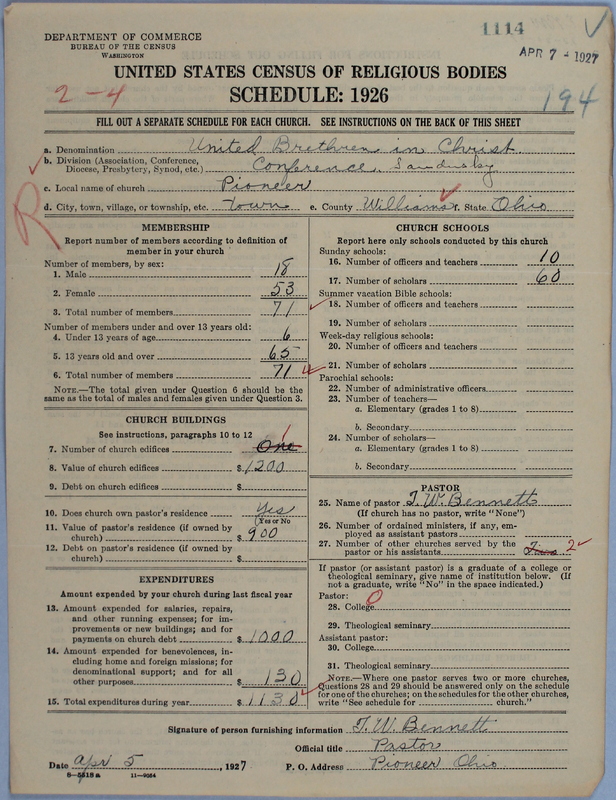 1114
APR 7 - 1927
DEPARTMENT OF COMMERCE
BUREAU OF THE CENSUS
WASHINGTON
UNITED STATES CENSUS OF RELIGIOUS BODIES
SCHEDULE: 1926
2-4
194
FILL OUT A SEPARATE SCHEDULE FOR EACH CHURCH. SEE INSTRUCTIONS ON THE BACK OF THIS SHEET
a. Denomination United Brethren in Christ
b. Division (Association, Conference, Diocese, Presbytery, Synod, etc.) Conference, Sandusky
c. Local name of church Pioneer
d. City, town, village, or township, etc. town e. County Williams f. State Ohio
R
MEMBERSHIP
Report number of members according to definition of
member in your church
Number of members, by sex:
1. Male 18
2. Female 53
3. Total number of members 71
Number of members under and over 13 years old:
4. Under 13 years of age 6
5. 13 years old and over 65
6. Total number of members 71
NOTE.—The total given under Question 6 should be
same as the total of males and females given under Question 3.
CHURCH BUILDINGS
See instructions, paragraphs 10 to 12
7. Number of church edifices One 1
8. Value of church edifices $ 1200
9. Debt on church edifices $
10. Does church own pastor's residence Yes
(Yes or No)
11. Value of pastor's residence (if owned by
church) $ 900
12. Debt on pastor's residence (if owned by
church) $
EXPENDITURES
Amount expended by your church during last fiscal year
13. Amount expended for salaries, repairs,
and other running expenses; for im-
provements or new buildings; and for
payments on church debt $ 1000
14. Amount expended for benevolences, in-
cluding home and foreign missions; for
denominational support; and for all
other purposes $ 130
15. Total expenditures during year $ 1130
CHURCH SCHOOLS
Report here only schools conducted by this church
Sunday schools:
16. Number of officers and teachers 10
17. Number of scholars 60
Summer vacation Bible schools:
18. Number of officers and teachers
19. Number of scholars
Week-day religious schools:
20. Number of officers and teachers
21. Number of scholars
Parochial schools:
22. Number of administrative officers
23. Number of teachers—
a. Elementary (grades 1 to 8)
b. Secondary
24. Number of scholars—
a. Elementary (grades 1 to 8)
b. Secondary
PASTOR
25. Name of pastor T. W. Bennett
(If church has no pastor, write "None")
26. Number of ordained ministers, if any, em-
ployed as assistant pastors
27. Number of other churches served by the
pastor or his assistants Two 2
If pastor (or assistant pastor) is a graduate of a college or
theological seminary, give name of institution below. (If
not a graduate, write "No" in the space indicated.)
Pastor:
28. College 0
29. Theological seminary
Assistant pastor:
30. College
31. Theological seminary
NOTE.—Where one pastor serves two or more churches,
Questions 28 and 29 should be answered only on the schedule
for one of the churches; on the schedules for the other churches,
write "See schedule for church."
Signature of person furnishing information T. W. Bennett
Official title Pastor
Date Apr 5, 1927 P. O. Address Pioneer Ohio
8-5518 a 11-9084